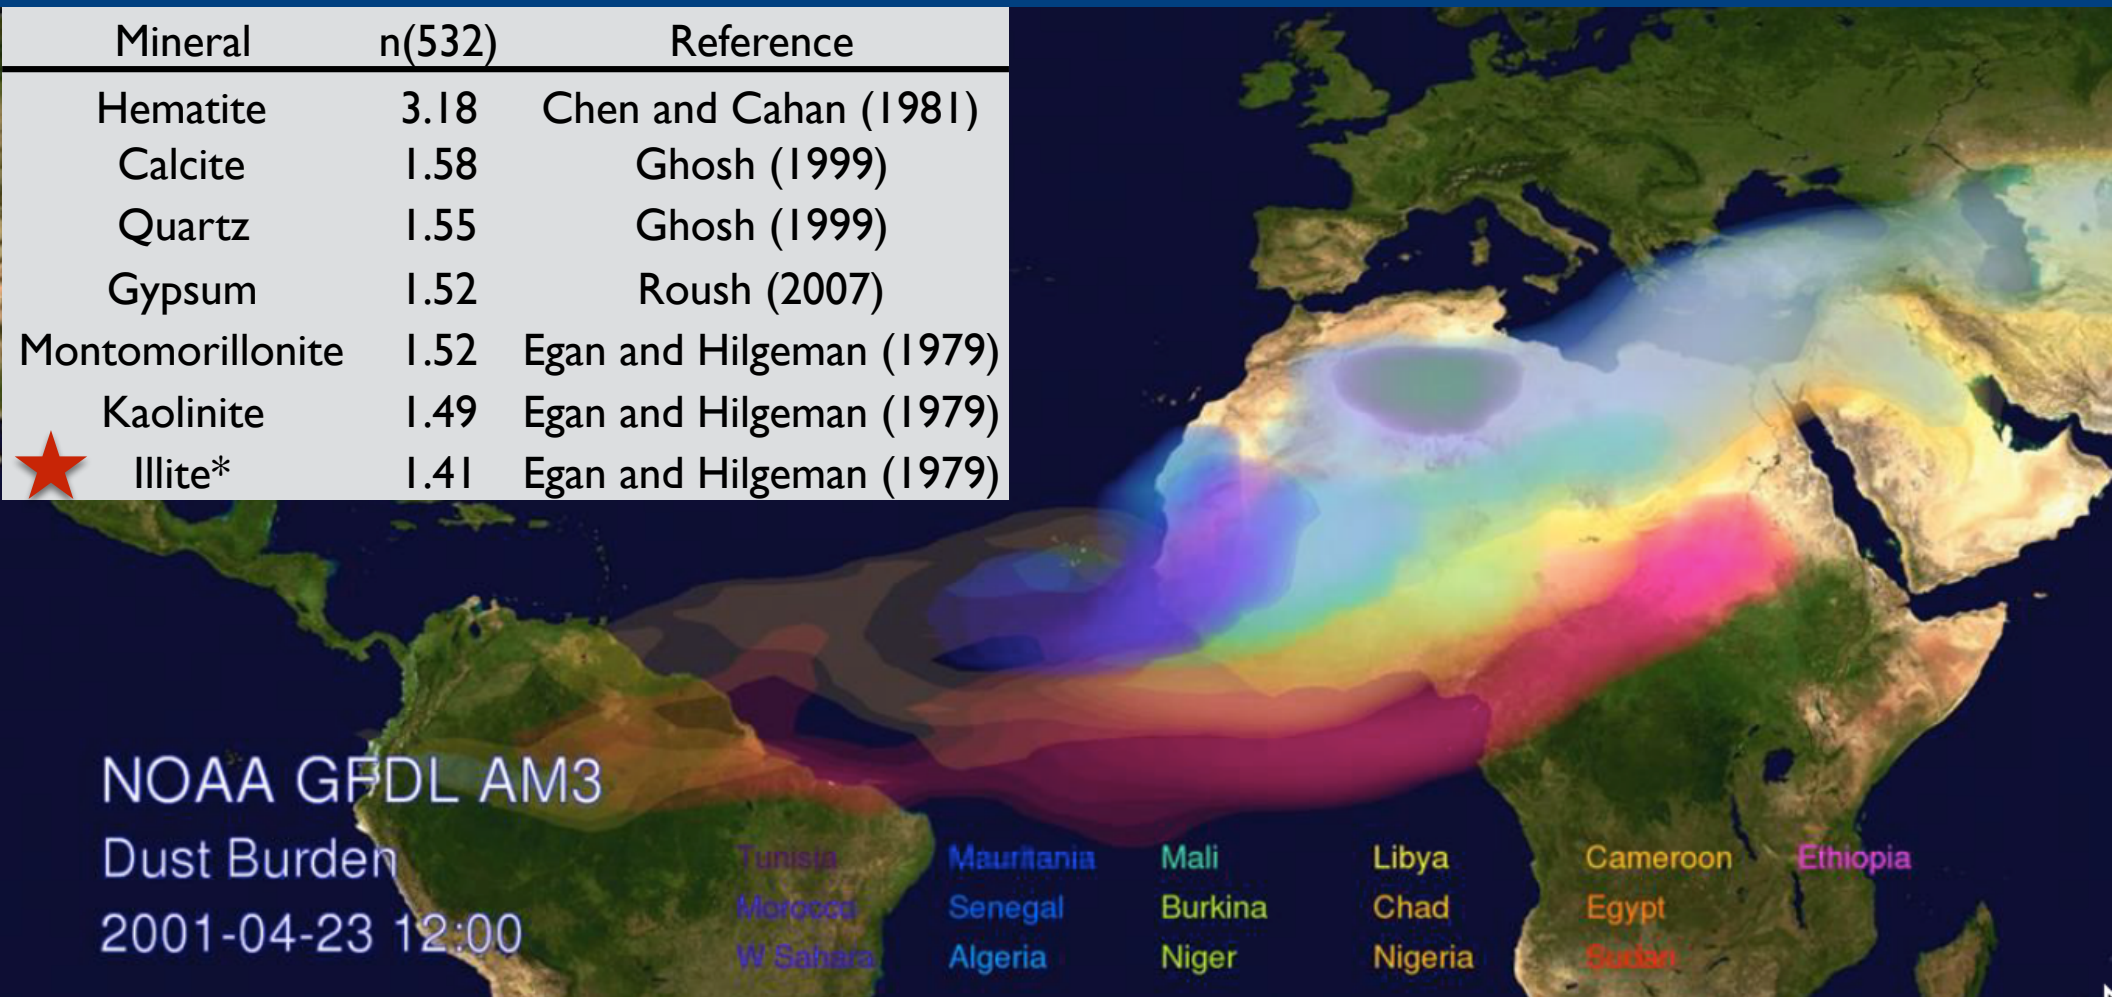 Mineral n(532) Reference
Hematite 3.18 Chen and Cahan (1981)
Calcite 1.58 Ghosh (1999)
Quartz 1.55 Ghosh (1999)
Gypsum 1.52 Roush (2007)
Montomorillonite 1.52 Egan and Hilgeman (1979)
Kaolinite 1.49 Egan and Hilgeman (1979)
Illite* 1.41 Egan and Hilgeman (1979)
NOAA GFDL AM3
Dust Burden
2001-04-23 12:00
Tunisia Mauritania Mali Libya Cameroon Ethiopia
Morocco Senegal Burkina Chad Egypt
W Sahara Algeria Niger Nigeria Sudan